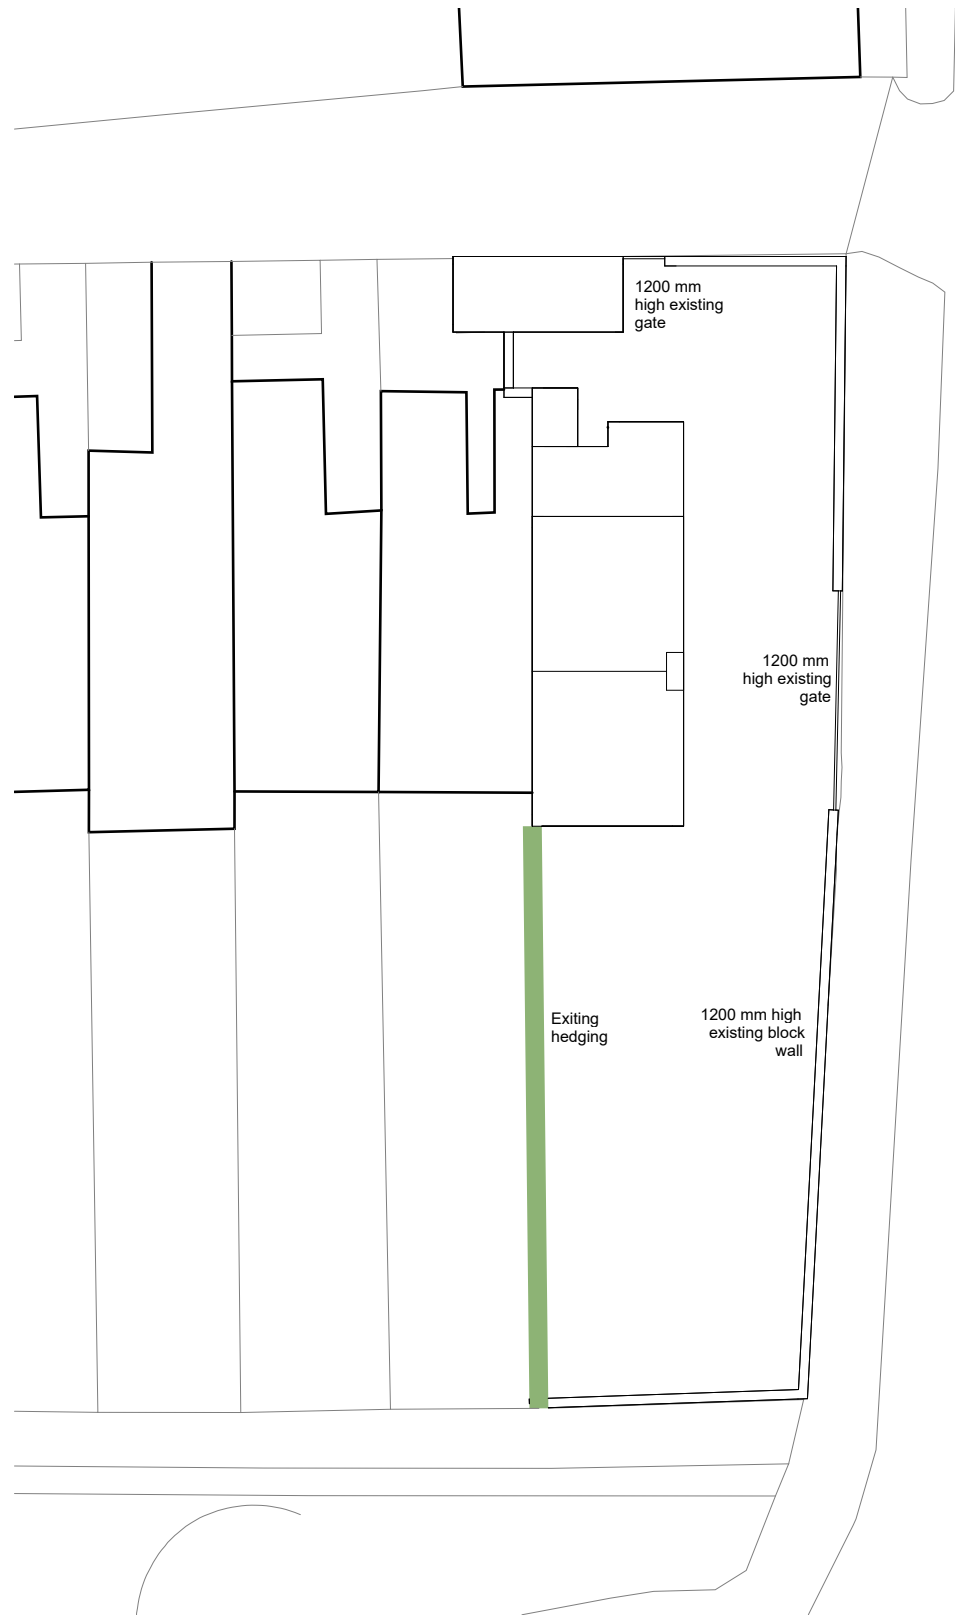 1200 mm
high existing
gate
1200 mm
high existing
gate
Exiting
hedging
1200 mm high
existing block
wall